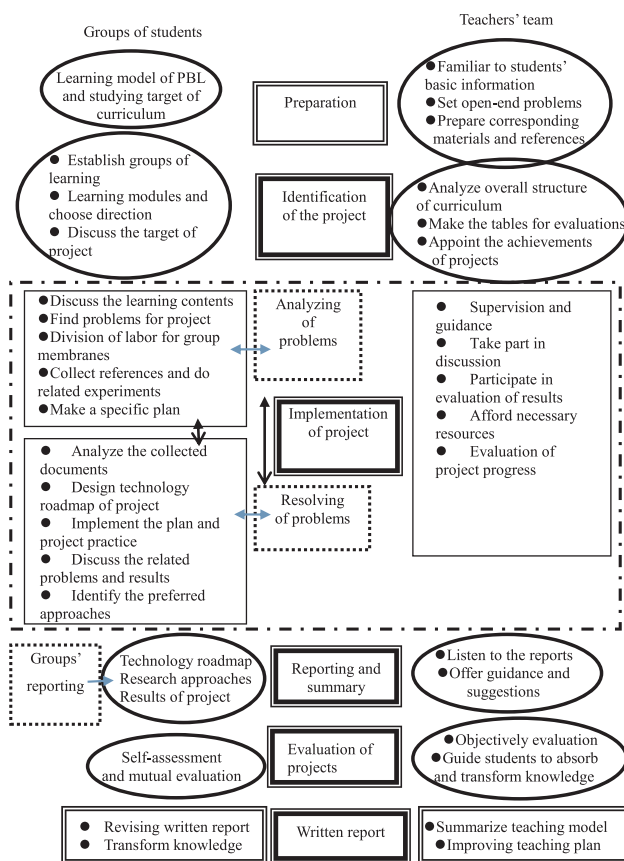 Groups of students
Teachers' team
Learning model of PBL
and studying target of
curriculum
Preparation
● Familiar to students'
basic information
● Set open-end problems
● Prepare corresponding
materials and references
● Establish groups of
learning
● Learning modules and
choose direction
● Discuss the target of
project
Identification
of the project
● Analyze overall structure
of curriculum
● Make the tables for evaluations
● Appoint the achievements
of projects
● Discuss the learning contents
● Find problems for project
● Division of labor for group
membranes
● Collect references and do
related experiments
● Make a specific plan
Analyzing
of
problems
● Supervision and
guidance
● Take part in
discussion
● Participate in
evaluation of results
● Afford necessary
resources
● Evaluation of
project progress
Implementation
of project
● Analyze the collected
documents
● Design technology
roadmap of project
● Implement the plan and
project practice
● Discuss the related
problems and results
● Identify the preferred
approaches
Resolving
of problems
Groups'
reporting
Technology roadmap
Research approaches
Results of project
Reporting and
summary
● Listen to the reports
● Offer guidance and
suggestions
Self-assessment
and mutual evaluation
Evaluation of
projects
● Objectively evaluation
● Guide students to absorb
and transform knowledge
● Revising written report
● Transform knowledge
Written report
● Summarize teaching model
● Improving teaching plan